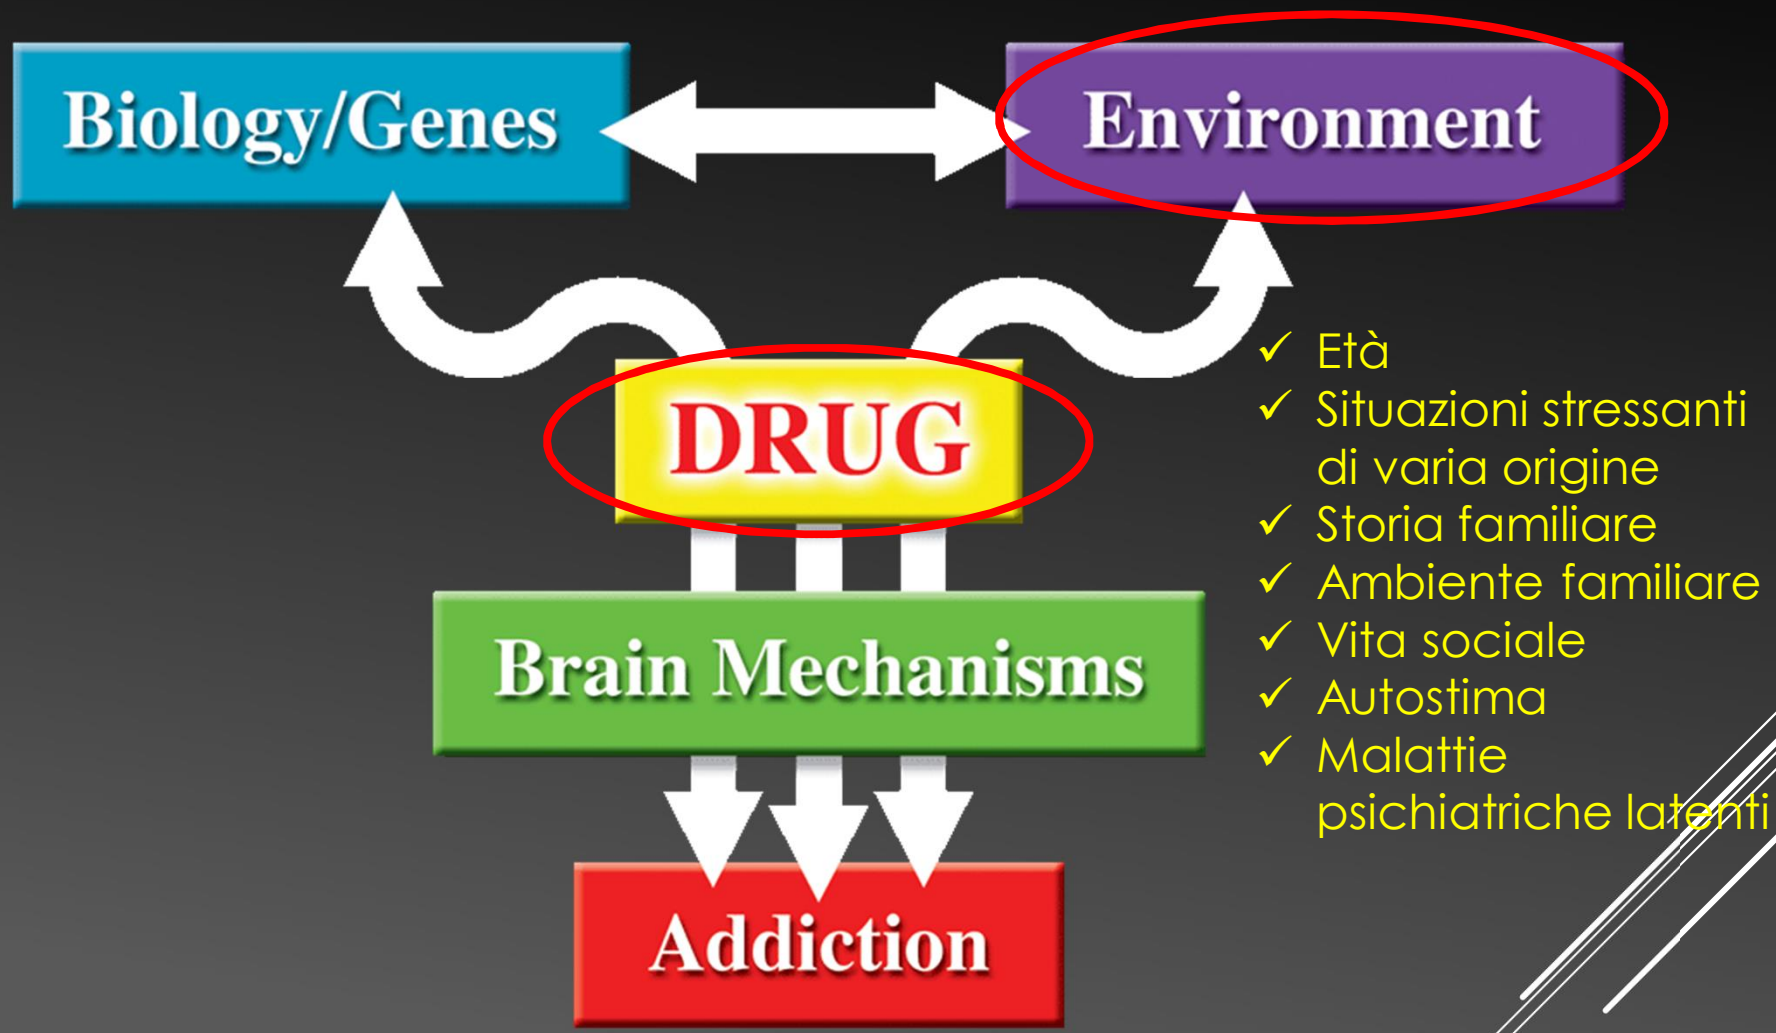 Biology/Genes
Environment
DRUG
Brain Mechanisms
Addiction
✓ Età
✓ Situazioni stressanti
di varia origine
✓ Storia familiare
✓ Ambiente familiare
✓ Vita sociale
✓ Autostima
✓ Malattie
psichiatriche latenti